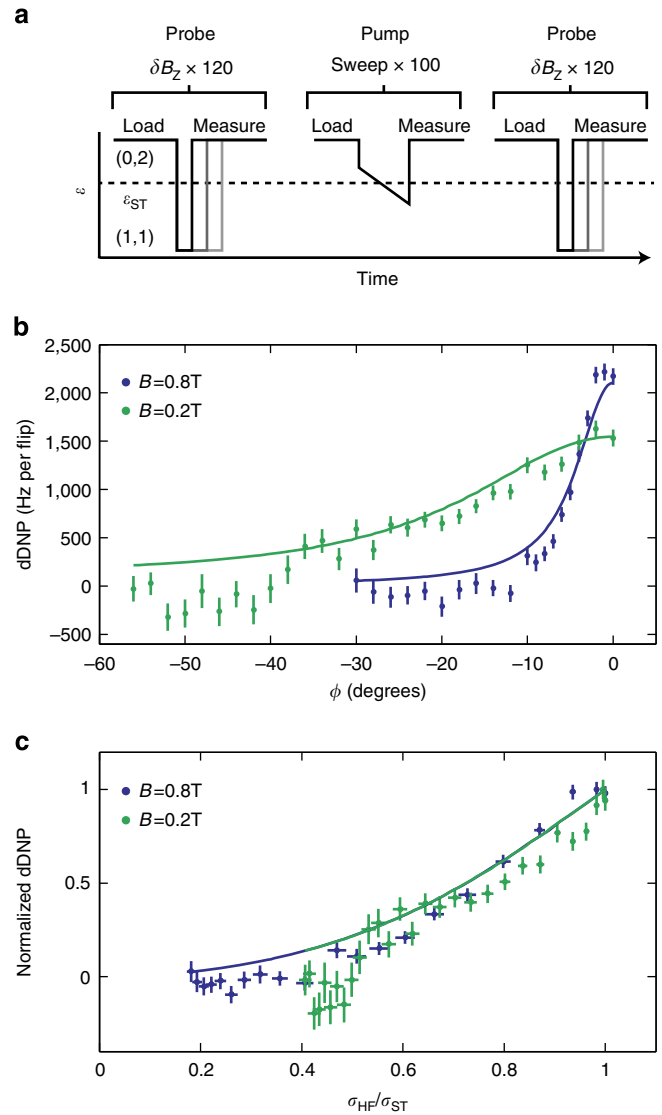 a
Probe Pump Probe
δB_Z × 120 Sweep × 100 δB_Z × 120
Load Measure Load Measure Load Measure
(0,2)
ε
ε_ST
(1,1)
Time
b
2,500
2,000
1,500
1,000
500
0
−500
dDNP (Hz per flip)
B=0.8T
B=0.2T
−60 −50 −40 −30 −20 −10 0
ϕ (degrees)
c
1
0.5
0
Normalized dDNP
B=0.8T
B=0.2T
0 0.2 0.4 0.6 0.8 1
σ_HF/σ_ST